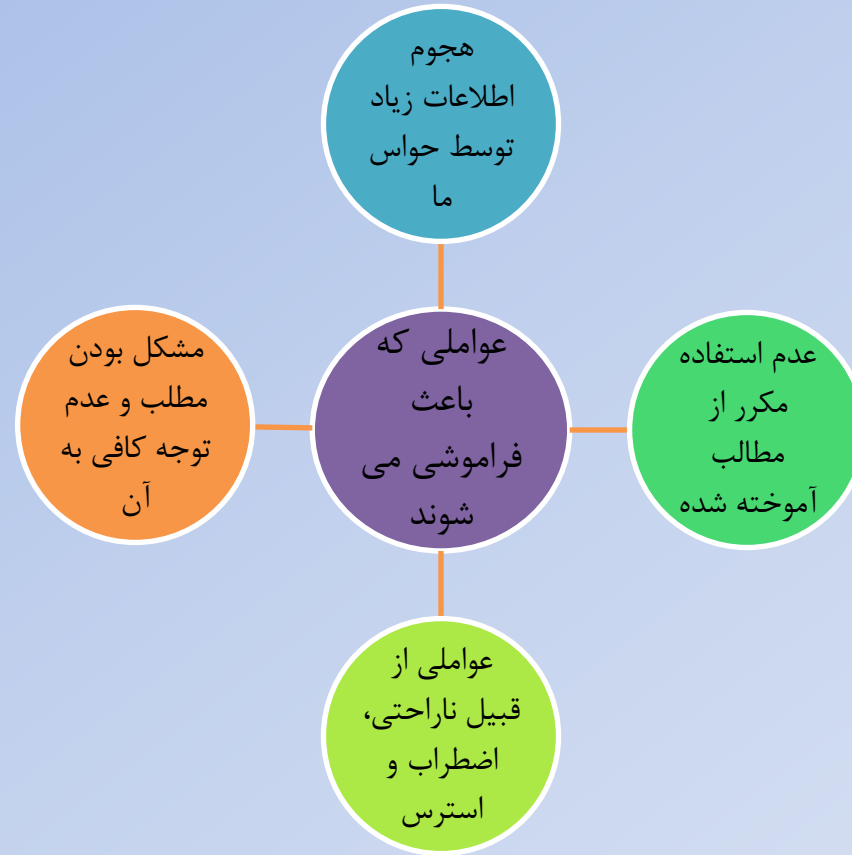 هجوم
اطلاعات زیاد
توسط حواس
ما
عدم استفاده
مکرر از
مطالب
آموخته شده
عواملی که
باعث
فراموشی می
شوند
مشکل بودن
مطلب و عدم
توجه کافی به
آن
عواملی از
قبیل ناراحتی،
اضطراب و
استرس